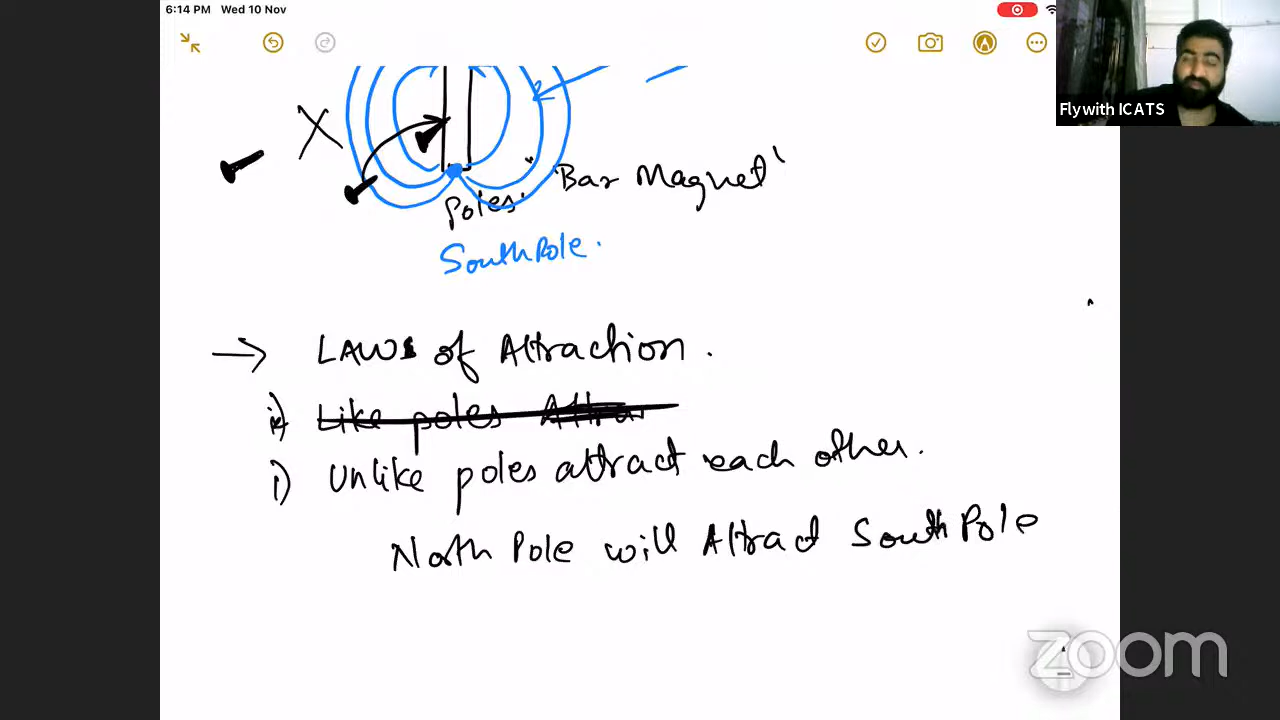 6:14 PM Wed 10 Nov
Flywith ICATS
Bar Magnet
Poles.
South Pole.
→ LAWS of Attraction.
Like poles Attra
i) Unlike poles attract each other.
North Pole will Attract South Pole
zoom